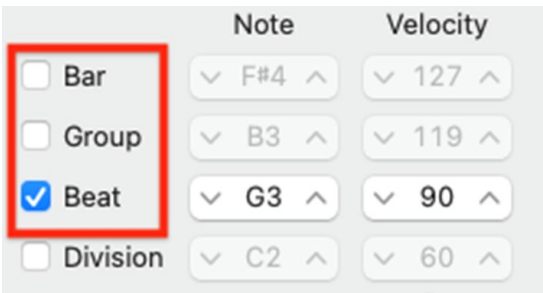 Note Velocity
Bar F#4 127
Group B3 119
Beat G3 90
Division C2 60